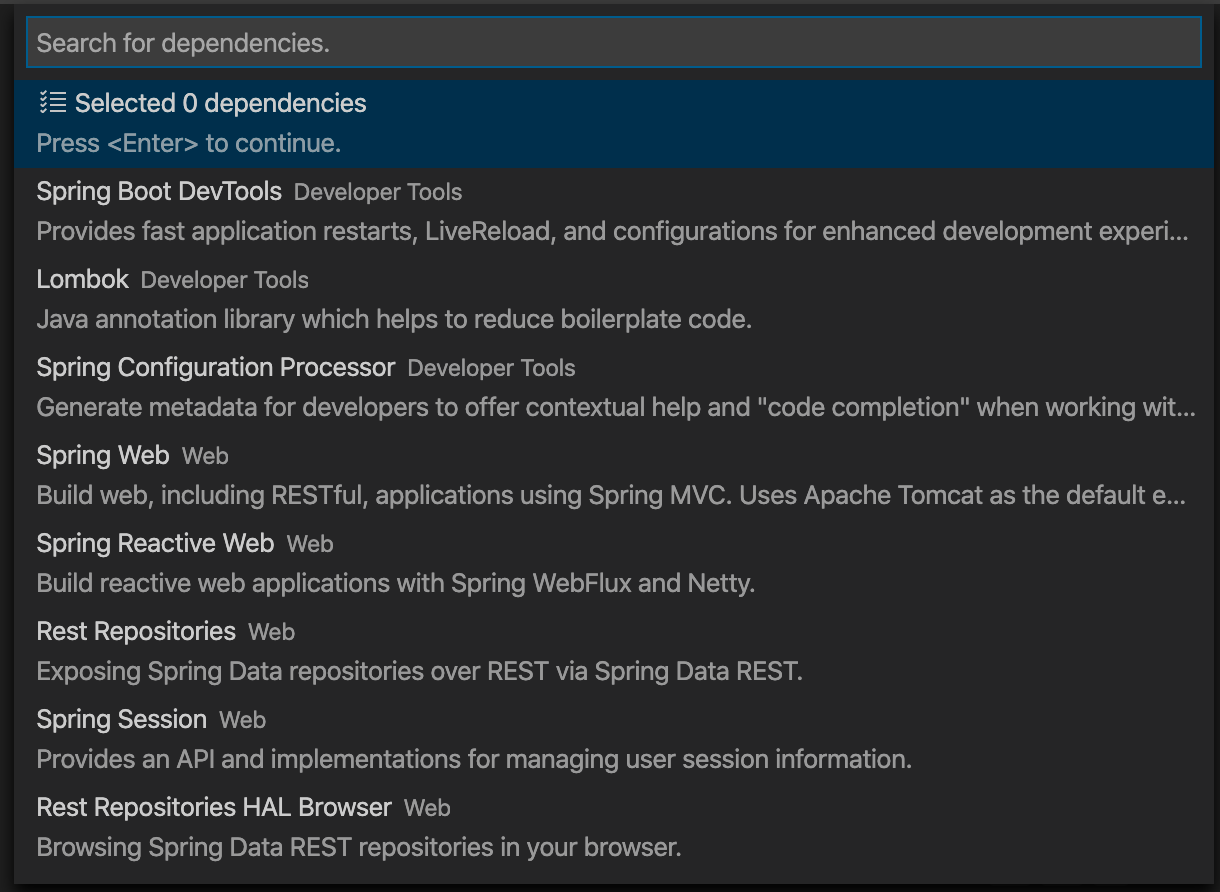 Search for dependencies.
Selected 0 dependencies
Press <Enter> to continue.
Spring Boot DevTools Developer Tools
Provides fast application restarts, LiveReload, and configurations for enhanced development experi...
Lombok Developer Tools
Java annotation library which helps to reduce boilerplate code.
Spring Configuration Processor Developer Tools
Generate metadata for developers to offer contextual help and "code completion" when working wit...
Spring Web Web
Build web, including RESTful, applications using Spring MVC. Uses Apache Tomcat as the default e...
Spring Reactive Web Web
Build reactive web applications with Spring WebFlux and Netty.
Rest Repositories Web
Exposing Spring Data repositories over REST via Spring Data REST.
Spring Session Web
Provides an API and implementations for managing user session information.
Rest Repositories HAL Browser Web
Browsing Spring Data REST repositories in your browser.